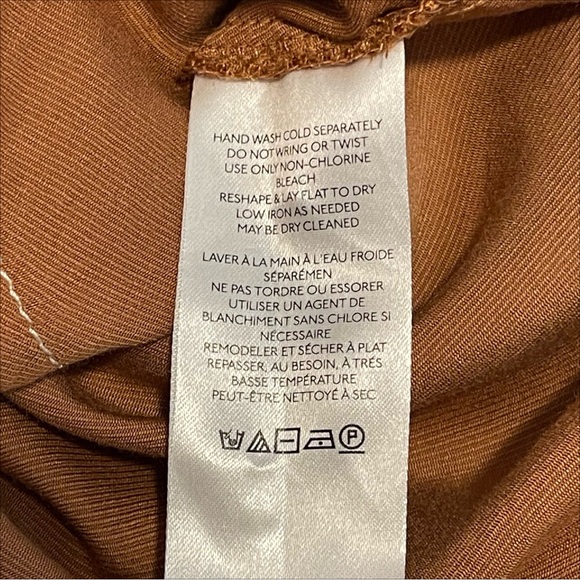 HAND WASH COLD SEPARATELY
DO NOT WRING OR TWIST
USE ONLY NON-CHLORINE
BLEACH
RESHAPE & LAY FLAT TO DRY
LOW IRON AS NEEDED
MAY BE DRY CLEANED
LAVER À LA MAIN À L'EAU FROIDE
SÉPARÉMEN
NE PAS TORDRE OU ESSORER
UTILISER UN AGENT DE
BLANCHIMENT SANS CHLORE SI
NÉCESSAIRE
REMODELER ET SÉCHER À PLAT
REPASSER, AU BESOIN, À TRÉS
BASSE TEMPÉRATURE
PEUT-ÊTRE NETTOYÉ À SEC
P